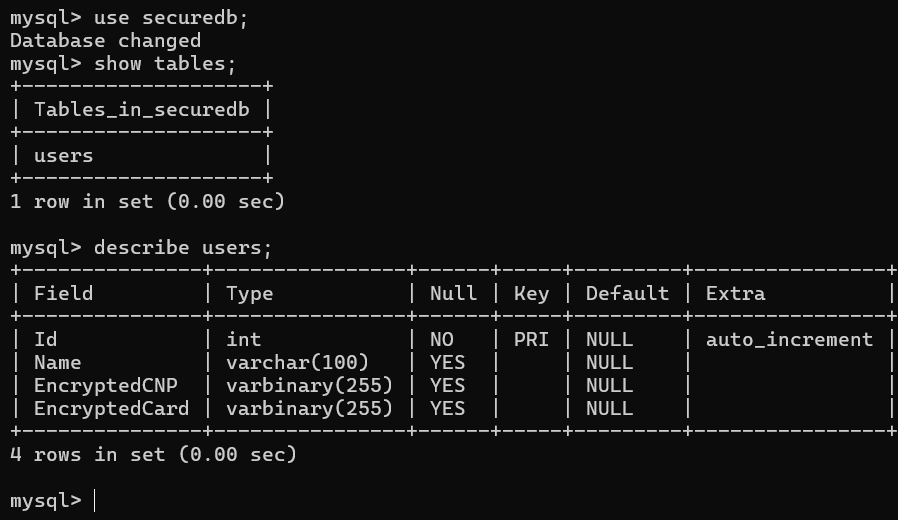 mysql> use securedb;
Database changed
mysql> show tables;
+--------------------+
| Tables_in_securedb |
+--------------------+
| users              |
+--------------------+
1 row in set (0.00 sec)

mysql> describe users;
+---------------+----------------+------+-----+---------+----------------+
| Field         | Type           | Null | Key | Default | Extra          |
+---------------+----------------+------+-----+---------+----------------+
| Id            | int            | NO   | PRI | NULL    | auto_increment |
| Name          | varchar(100)   | YES  |     | NULL    |                |
| EncryptedCNP  | varbinary(255) | YES  |     | NULL    |                |
| EncryptedCard | varbinary(255) | YES  |     | NULL    |                |
+---------------+----------------+------+-----+---------+----------------+
4 rows in set (0.00 sec)

mysql>